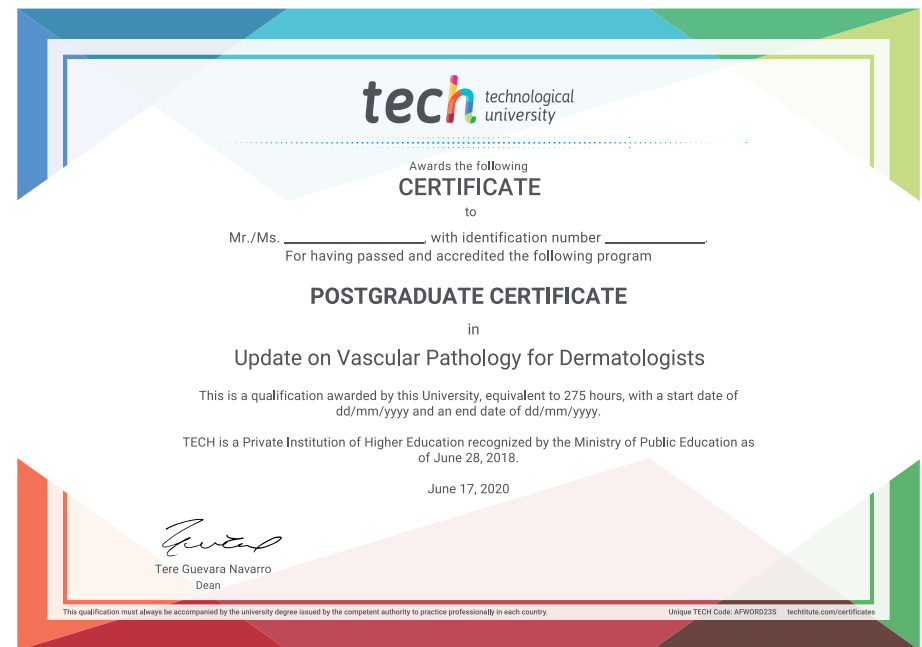 tech technological
university
Awards the following
CERTIFICATE
to
Mr./Ms. ____________________, with identification number ______________.
For having passed and accredited the following program
POSTGRADUATE CERTIFICATE
in
Update on Vascular Pathology for Dermatologists
This is a qualification awarded by this University, equivalent to 275 hours, with a start date of
dd/mm/yyyy and an end date of dd/mm/yyyy.
TECH is a Private Institution of Higher Education recognized by the Ministry of Public Education as
of June 28, 2018.
June 17, 2020
Tere Guevara Navarro
Dean
This qualification must always be accompanied by the university degree issued by the competent authority to practice professionally in each country.
Unique TECH Code: AFWORD23S techtitute.com/certificates